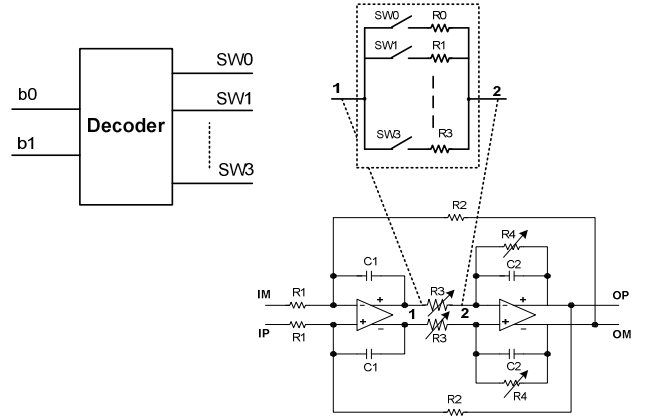 SW0
R0
SW1
R1
1
2
SW3
R3
b0
b1
Decoder
SW0
SW1
SW3
R2
R4
C1
C2
IM
R1
R3
OP
1
2
IP
R1
R3
OM
C1
C2
R4
R2